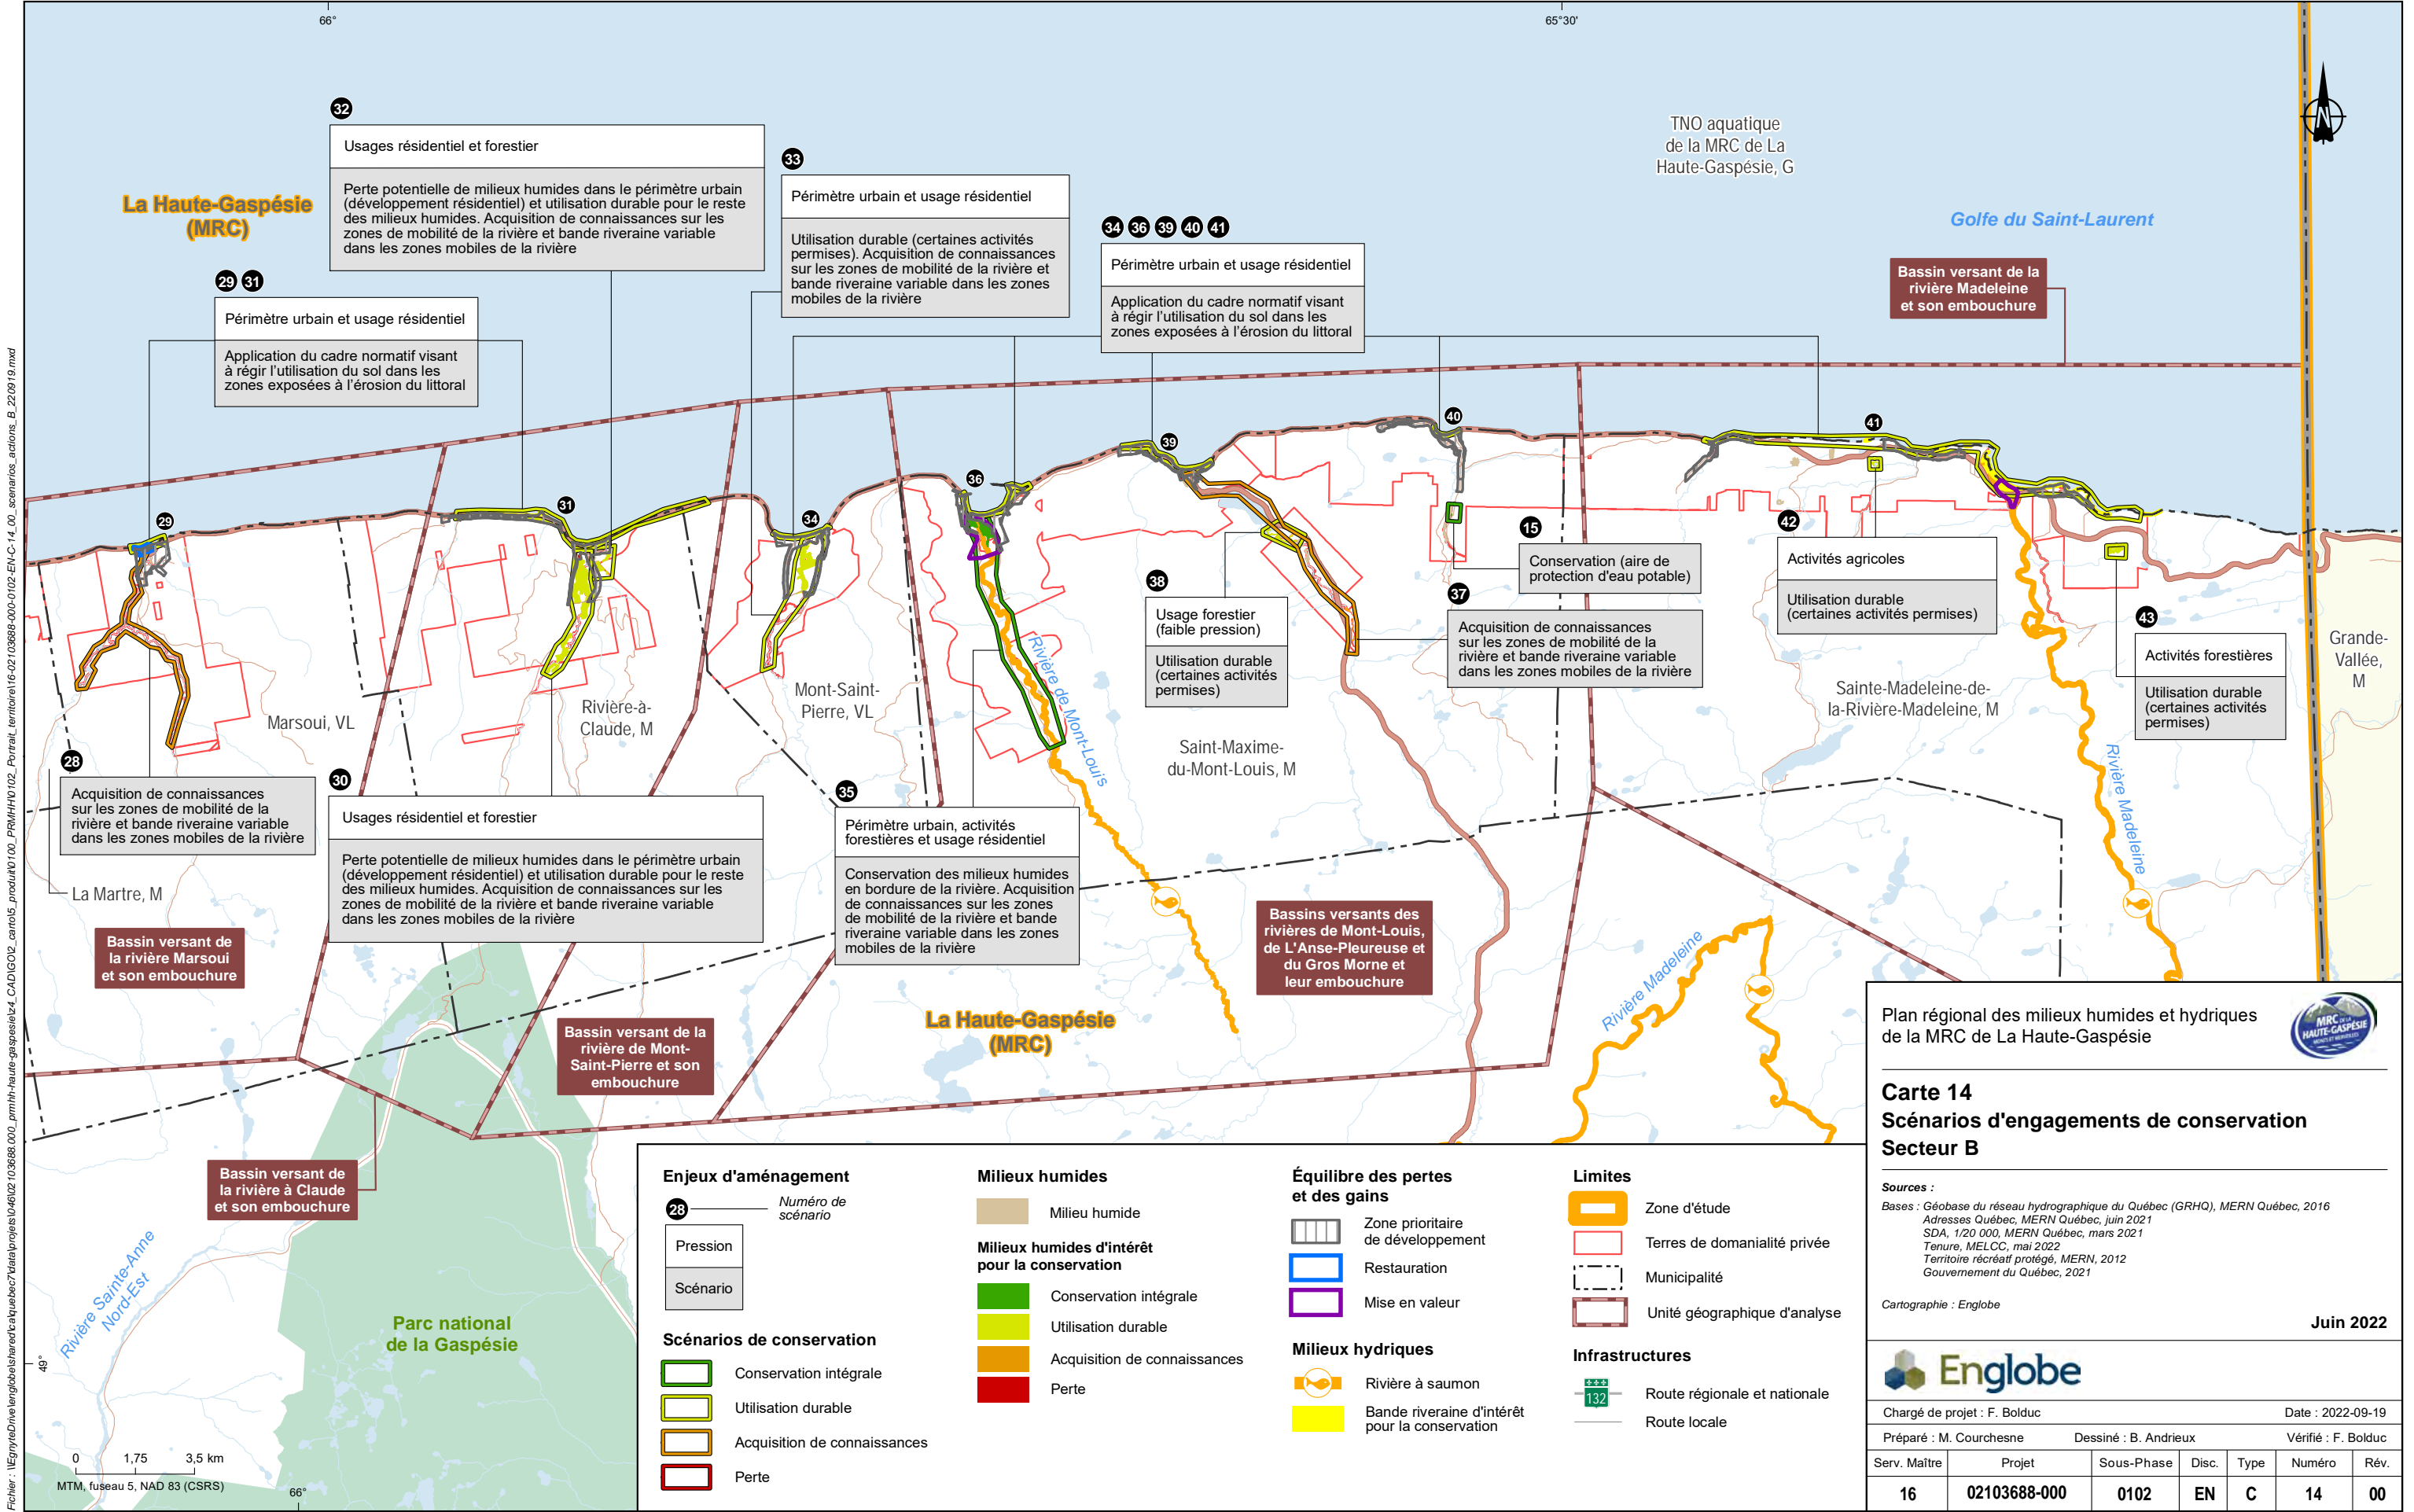 66°
65°30'
32
Usages résidentiel et forestier
Perte potentielle de milieux humides dans le périmètre urbain
(développement résidentiel) et utilisation durable pour le reste
des milieux humides. Acquisition de connaissances sur les
zones de mobilité de la rivière et bande riveraine variable
dans les zones mobiles de la rivière
33
Périmètre urbain et usage résidentiel
Utilisation durable (certaines activités
permises). Acquisition de connaissances
sur les zones de mobilité de la rivière et
bande riveraine variable dans les zones
mobiles de la rivière
34 36 39 40 41
Périmètre urbain et usage résidentiel
Application du cadre normatif visant
à régir l'utilisation du sol dans les
zones exposées à l'érosion du littoral
TNO aquatique
de la MRC de La
Haute-Gaspésie, G
N
La Haute-Gaspésie
(MRC)
Golfe du Saint-Laurent
Bassin versant de la
rivière Madeleine
et son embouchure
29 31
Périmètre urbain et usage résidentiel
Application du cadre normatif visant
à régir l'utilisation du sol dans les
zones exposées à l'érosion du littoral
29
31
34
36
39
40
41
15
Conservation (aire de
protection d'eau potable)
42
Activités agricoles
Utilisation durable
(certaines activités permises)
38
Usage forestier
(faible pression)
Utilisation durable
(certaines activités
permises)
37
Acquisition de connaissances
sur les zones de mobilité de la
rivière et bande riveraine variable
dans les zones mobiles de la rivière
43
Activités forestières
Utilisation durable
(certaines activités
permises)
Grande-
Vallée,
M
Marsoui, VL
Rivière-à-
Claude, M
Mont-Saint-
Pierre, VL
Rivière de Mont-Louis
Saint-Maxime-
du-Mont-Louis, M
Sainte-Madeleine-de-
la-Rivière-Madeleine, M
Rivière Madeleine
28
Acquisition de connaissances
sur les zones de mobilité de la
rivière et bande riveraine variable
dans les zones mobiles de la rivière
La Martre, M
30
Usages résidentiel et forestier
Perte potentielle de milieux humides dans le périmètre urbain
(développement résidentiel) et utilisation durable pour le reste
des milieux humides. Acquisition de connaissances sur les
zones de mobilité de la rivière et bande riveraine variable
dans les zones mobiles de la rivière
35
Périmètre urbain, activités
forestières et usage résidentiel
Conservation des milieux humides
en bordure de la rivière. Acquisition
de connaissances sur les zones
de mobilité de la rivière et bande
riveraine variable dans les zones
mobiles de la rivière
Bassin versant de
la rivière Marsoui
et son embouchure
Bassins versants des
rivières de Mont-Louis,
de L'Anse-Pleureuse et
du Gros Morne et
leur embouchure
Rivière Madeleine
La Haute-Gaspésie
(MRC)
Bassin versant de la
rivière de Mont-
Saint-Pierre et son
embouchure
Bassin versant de
la rivière à Claude
et son embouchure
Rivière Sainte-Anne
Nord-Est
Parc national
de la Gaspésie
49°
0 1,75 3,5 km
MTM, fuseau 5, NAD 83 (CSRS)
66°
Enjeux d'aménagement
28
Numéro de
scénario
Pression
Scénario
Scénarios de conservation
Conservation intégrale
Utilisation durable
Acquisition de connaissances
Perte
Milieux humides
Milieu humide
Milieux humides d'intérêt
pour la conservation
Conservation intégrale
Utilisation durable
Acquisition de connaissances
Perte
Équilibre des pertes
et des gains
Zone prioritaire
de développement
Restauration
Mise en valeur
Milieux hydriques
Rivière à saumon
Bande riveraine d'intérêt
pour la conservation
Limites
Zone d'étude
Terres de domanialité privée
Municipalité
Unité géographique d'analyse
Infrastructures
132
Route régionale et nationale
Route locale
Plan régional des milieux humides et hydriques
de la MRC de La Haute-Gaspésie
MRC DE LA
HAUTE-GASPÉSIE
Carte 14
Scénarios d'engagements de conservation
Secteur B
Sources :
Bases : Géobase du réseau hydrographique du Québec (GRHQ), MERN Québec, 2016
Adresses Québec, MERN Québec, juin 2021
SDA, 1/20 000, MERN Québec, mars 2021
Tenure, MELCC, mai 2022
Territoire récréatif protégé, MERN, 2012
Gouvernement du Québec, 2021
Cartographie : Englobe
Juin 2022
Englobe
Chargé de projet : F. Bolduc Date : 2022-09-19
Préparé : M. Courchesne Dessiné : B. Andrieux Vérifié : F. Bolduc
Serv. Maître Projet Sous-Phase Disc. Type Numéro Rév.
16 02103688-000 0102 EN C 14 00